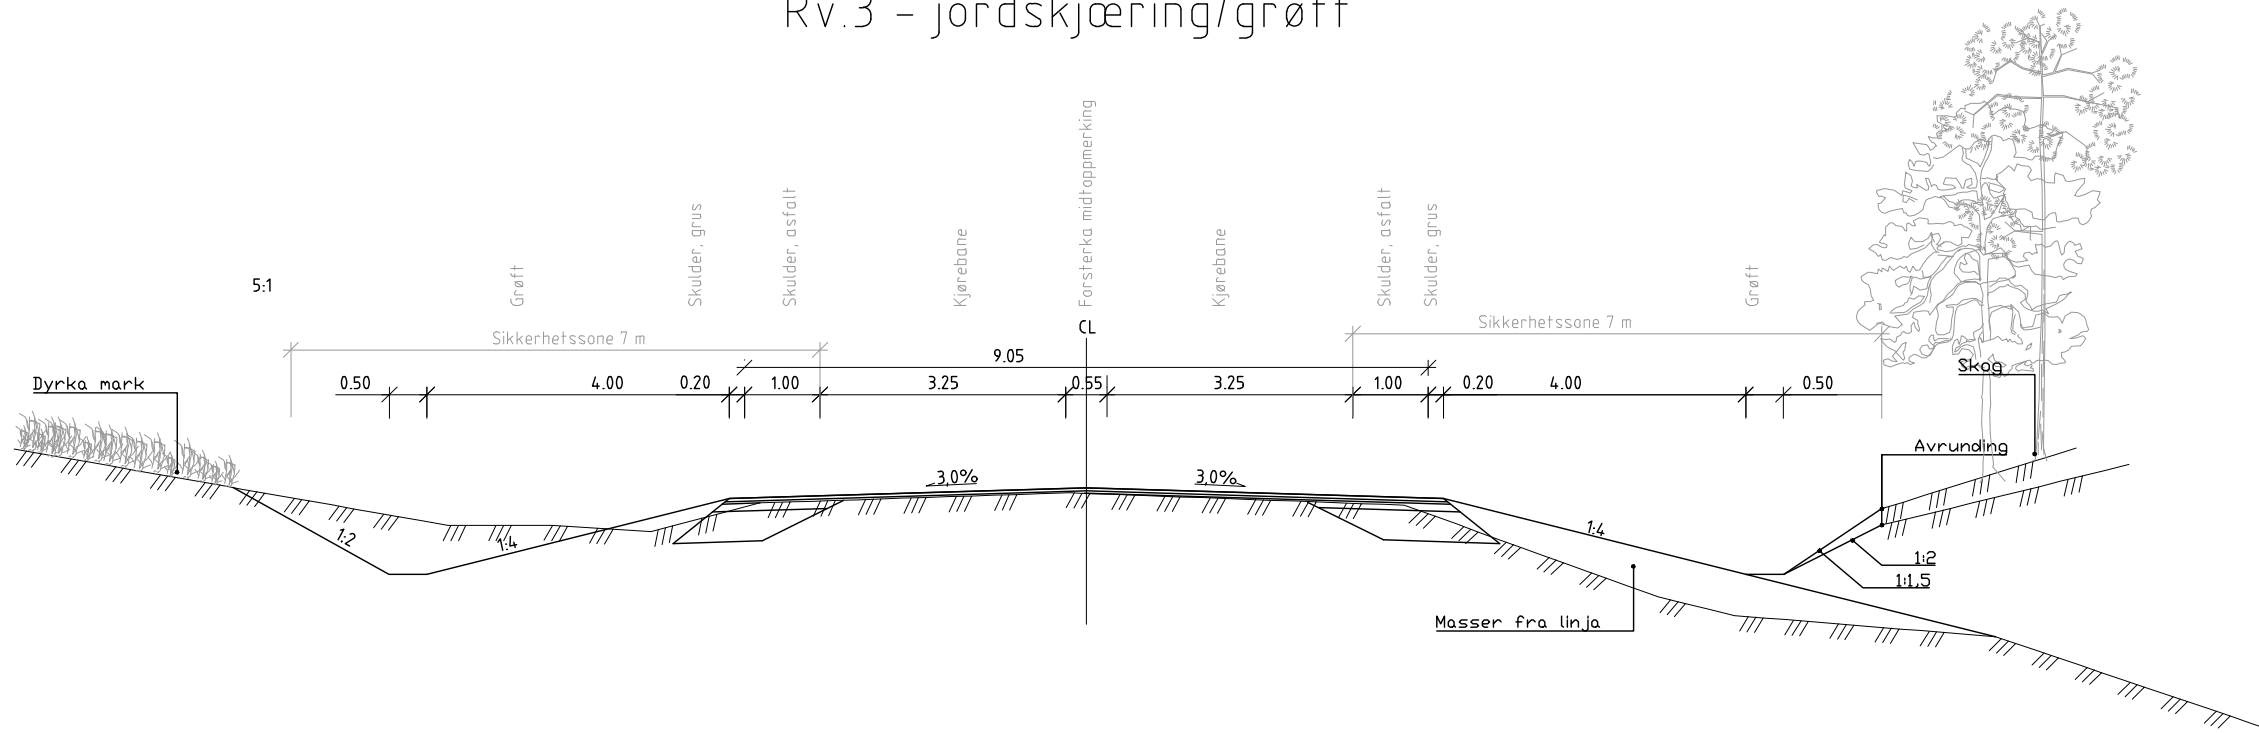 Rv.3 - jordskjæring/grøft
Grøft
Skulder, grus
Skulder, asfalt
Kjørebane
Forsterka midtoppmerking
Kjørebane
Skulder, asfalt
Skulder, grus
Grøft
5:1
Sikkerhetssone 7 m
CL
Sikkerhetssone 7 m
9.05
Dyrka mark
0.50
4.00
0.20
1.00
3.25
0.55
3.25
1.00
0.20
4.00
0.50
Skog
Avrunding
3,0%
3,0%
1:2
1:4
1:4
1:2
1:1,5
Masser fra linja